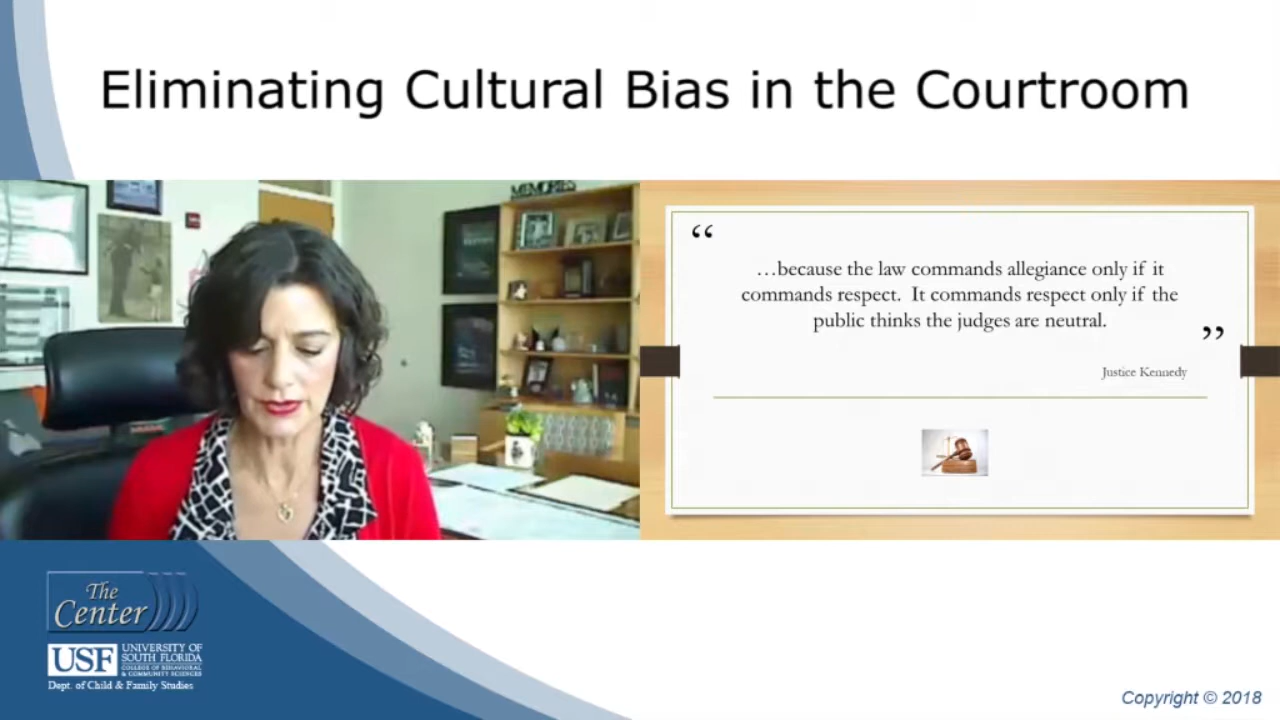 Eliminating Cultural Bias in the Courtroom
MEMORIES
“
…because the law commands allegiance only if it
commands respect. It commands respect only if the
public thinks the judges are neutral.
”
Justice Kennedy
The
Center
USF UNIVERSITY OF
SOUTH FLORIDA
COLLEGE OF BEHAVIORAL
& COMMUNITY SCIENCES
Dept. of Child & Family Studies
Copyright © 2018